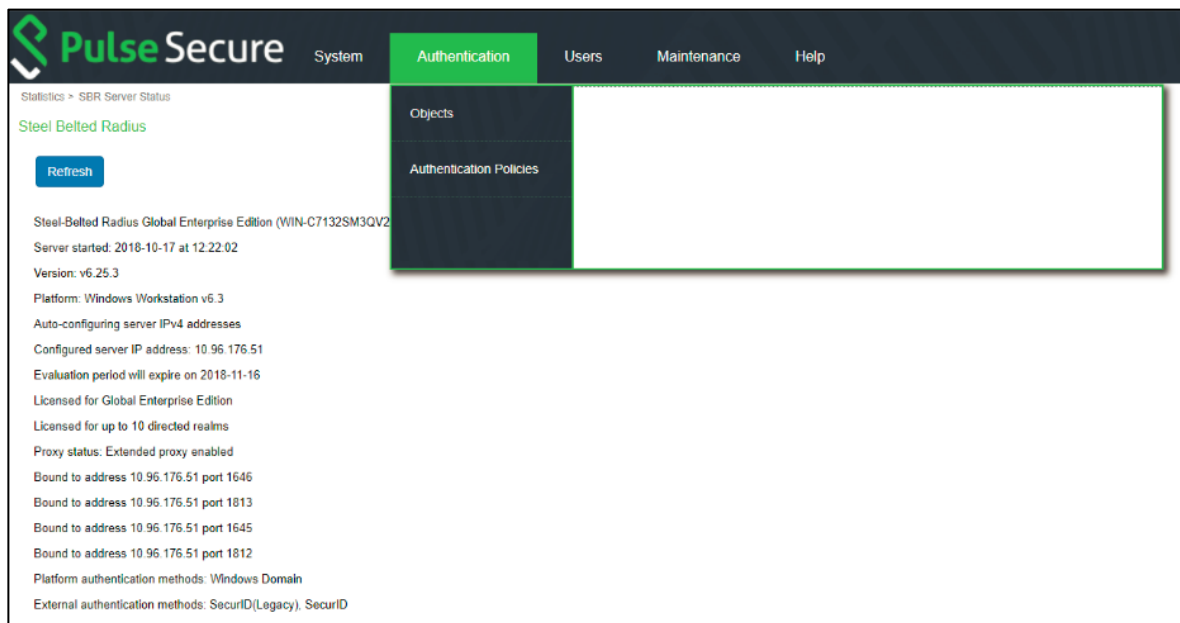 Pulse Secure System Authentication Users Maintenance Help
Statistics > SBR Server Status
Objects
Steel Belted Radius
Refresh
Authentication Policies
Steel-Belted Radius Global Enterprise Edition (WIN-C7132SM3QV2
Server started: 2018-10-17 at 12:22:02
Version: v6.25.3
Platform: Windows Workstation v6.3
Auto-configuring server IPv4 addresses
Configured server IP address: 10.96.176.51
Evaluation period will expire on 2018-11-16
Licensed for Global Enterprise Edition
Licensed for up to 10 directed realms
Proxy status: Extended proxy enabled
Bound to address 10.96.176.51 port 1646
Bound to address 10.96.176.51 port 1813
Bound to address 10.96.176.51 port 1645
Bound to address 10.96.176.51 port 1812
Platform authentication methods: Windows Domain
External authentication methods: SecurID(Legacy), SecurID